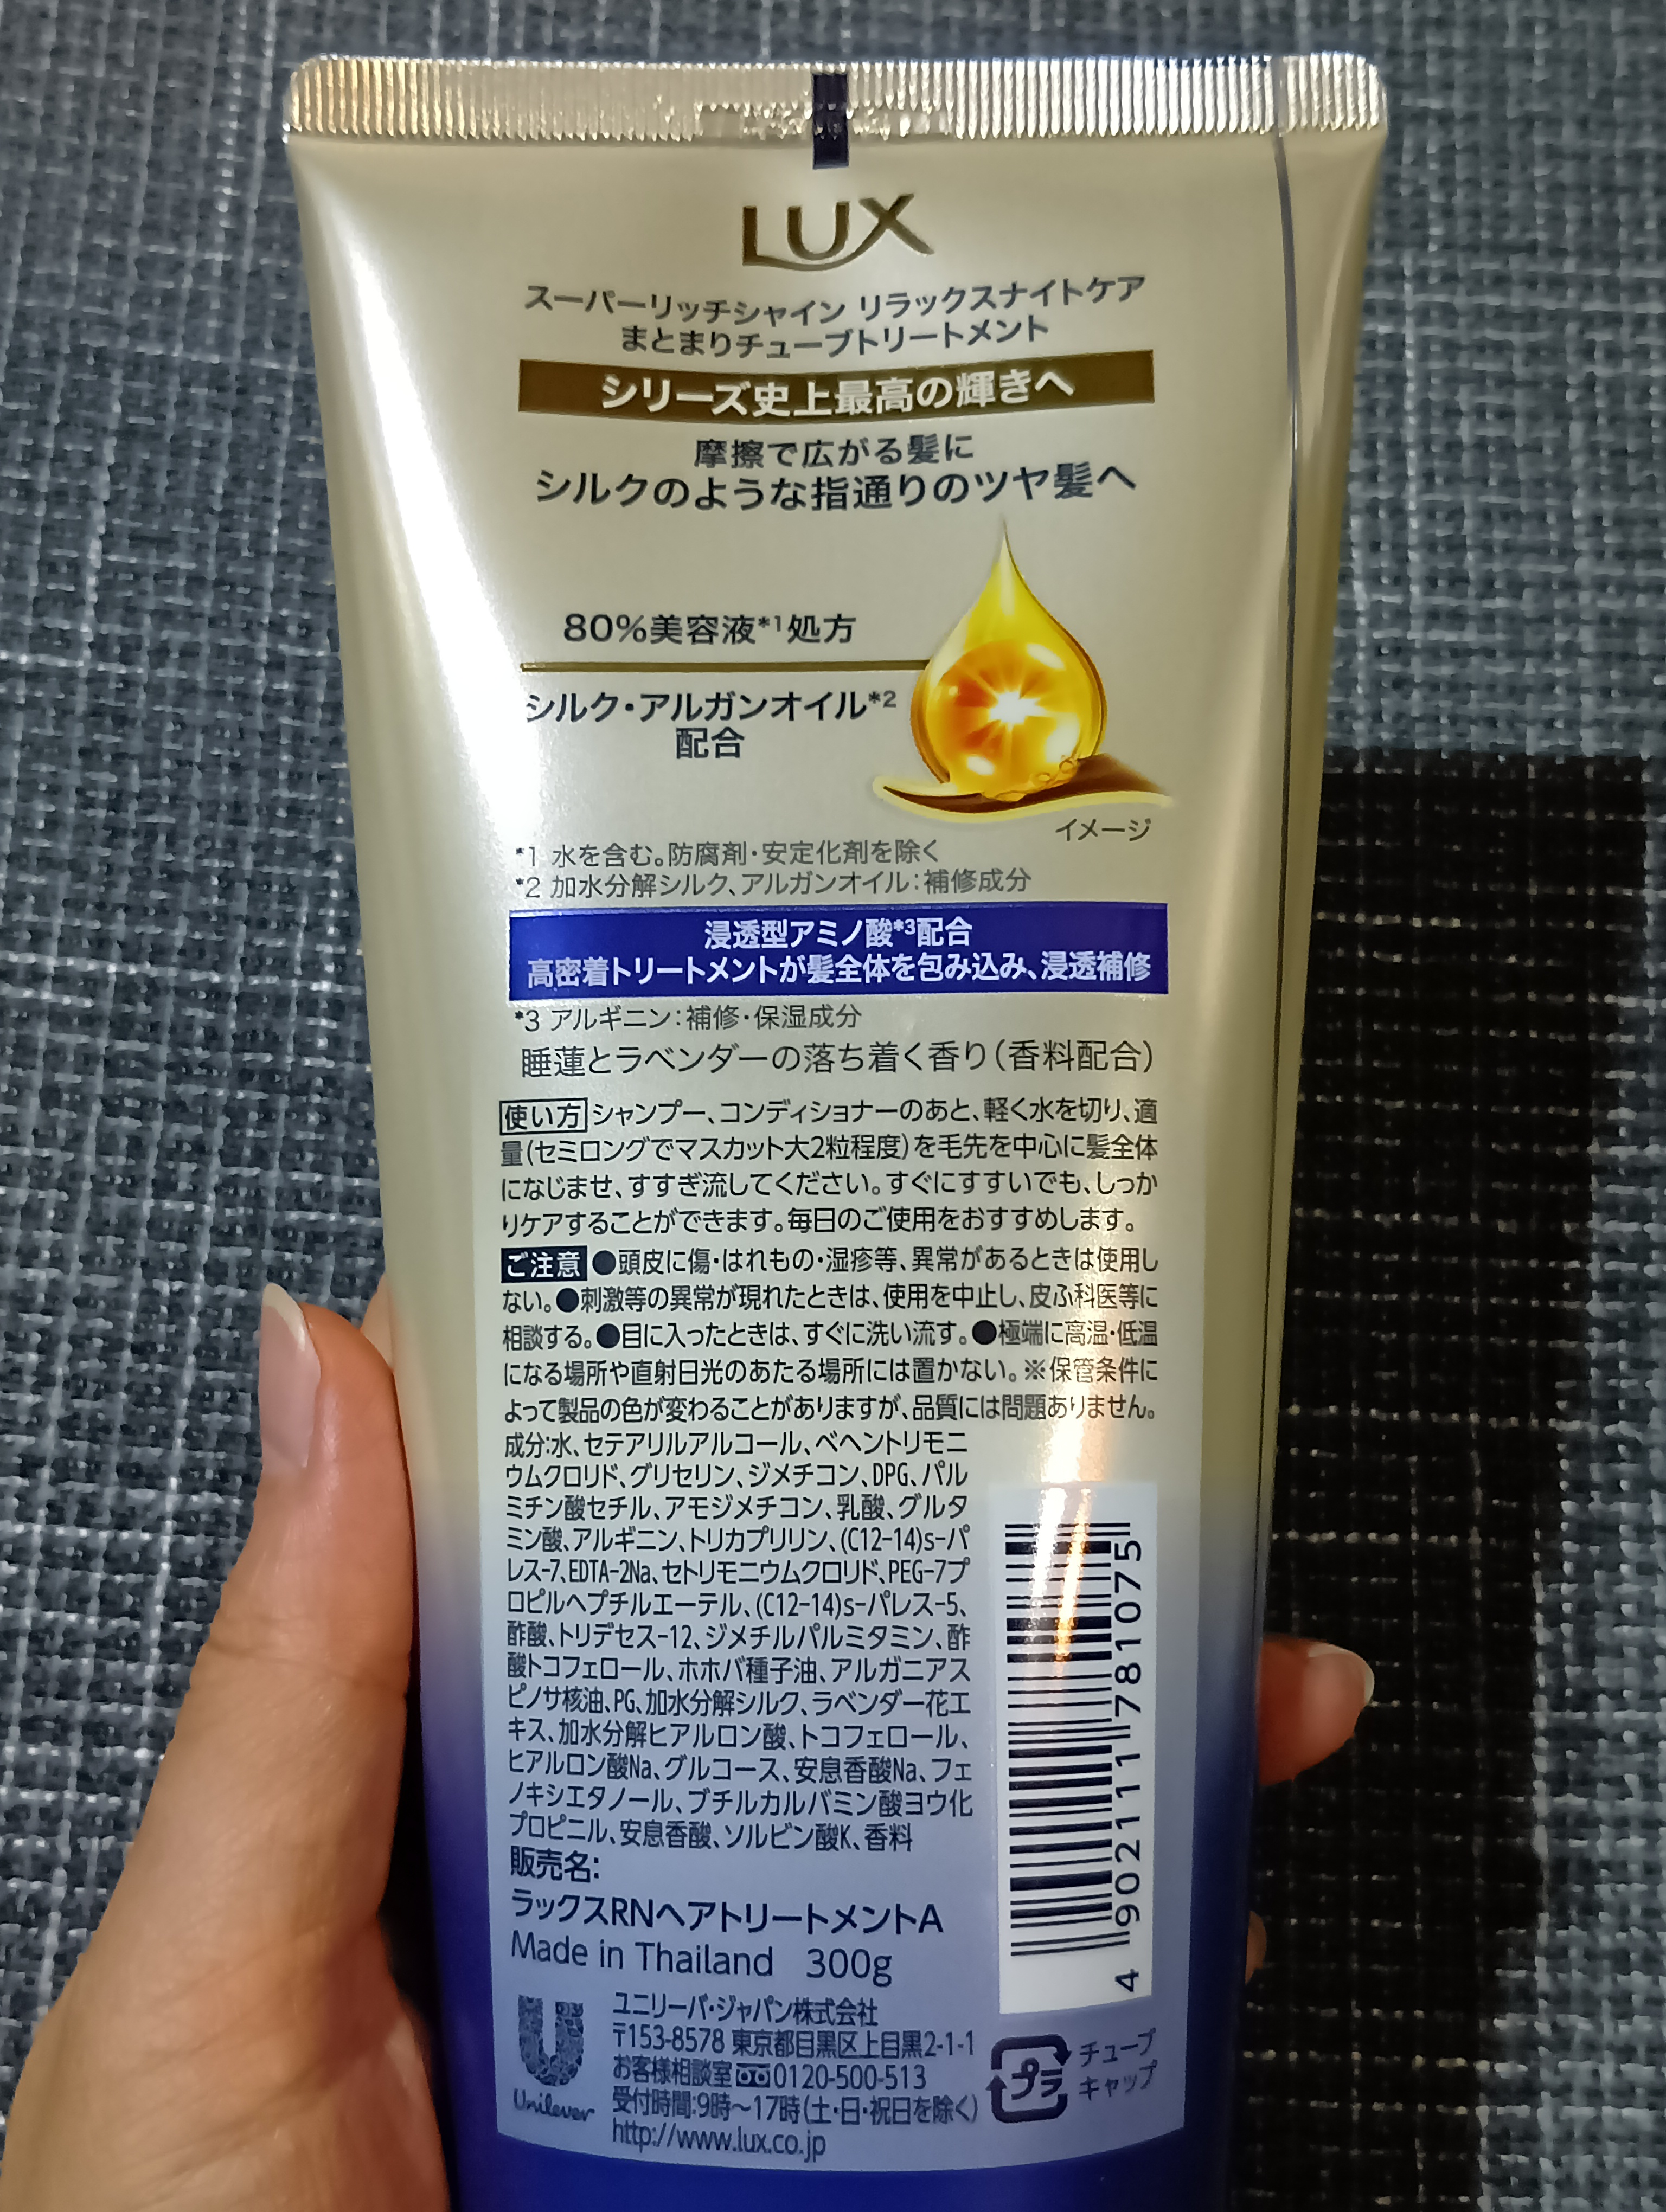 LUX
スーパーリッチシャイン リラックスナイトケア
まとまりチューブトリートメント
シリーズ史上最高の輝きへ
摩擦で広がる髪に
シルクのような指通りのツヤ髪へ
80%美容液*1処方
シルク・アルガンオイル*2
配合
イメージ
*1 水を含む。防腐剤・安定化剤を除く
*2 加水分解シルク、アルガンオイル：補修成分
浸透型アミノ酸*3配合
高密着トリートメントが髪全体を包み込み、浸透補修
*3 アルギニン：補修・保湿成分
睡蓮とラベンダーの落ち着く香り（香料配合）
使い方 シャンプー、コンディショナーのあと、軽く水を切り、適
量(セミロングでマスカット大2粒程度)を毛先を中心に髪全体
になじませ、すすぎ流してください。すぐにすすいでも、しっか
りケアすることができます。毎日のご使用をおすすめします。
ご注意 ●頭皮に傷・はれもの・湿疹等、異常があるときは使用し
ない。●刺激等の異常が現れたときは、使用を中止し、皮ふ科医等に
相談する。●目に入ったときは、すぐに洗い流す。●極端に高温・低温
になる場所や直射日光のあたる場所には置かない。※保管条件に
よって製品の色が変わることがありますが、品質には問題ありません。
成分:水、セテアリルアルコール、ベヘントリモニ
ウムクロリド、グリセリン、ジメチコン、DPG、パル
ミチン酸セチル、アモジメチコン、乳酸、グルタ
ミン酸、アルギニン、トリカプリリン、(C12-14)s-パ
レス-7、EDTA-2Na、セトリモニウムクロリド、PEG-7プ
ロピルヘプチルエーテル、(C12-14)s-パレス-5、
酢酸、トリデセス-12、ジメチルパルミタミン、酢
酸トコフェロール、ホホバ種子油、アルガニアス
ピノサ核油、PG、加水分解シルク、ラベンダー花エ
キス、加水分解ヒアルロン酸、トコフェロール、
ヒアルロン酸Na、グルコース、安息香酸Na、フェ
ノキシエタノール、ブチルカルバミン酸ヨウ化
プロピニル、安息香酸、ソルビン酸K、香料
販売名:
ラックスRNヘアトリートメントA
Made in Thailand 300g
4 902111 781075
Unilever
ユニリーバ・ジャパン株式会社
〒153-8578 東京都目黒区上目黒2-1-1
お客様相談室 0120-500-513
受付時間:9時～17時(土・日・祝日を除く)
http://www.lux.co.jp
プラ
チューブ
キャップ